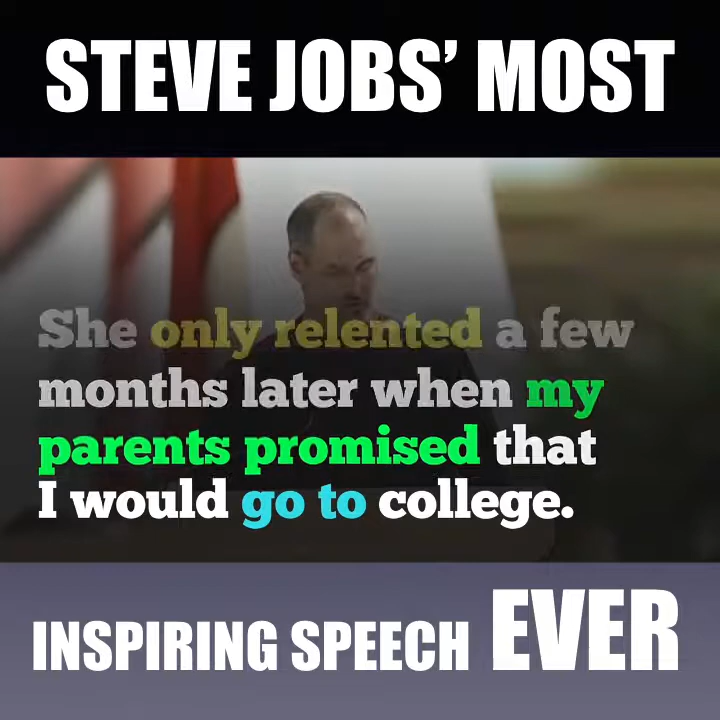 STEVE JOBS’ MOST
She only relented a few
months later when my
parents promised that
I would go to college.
INSPIRING SPEECH EVER